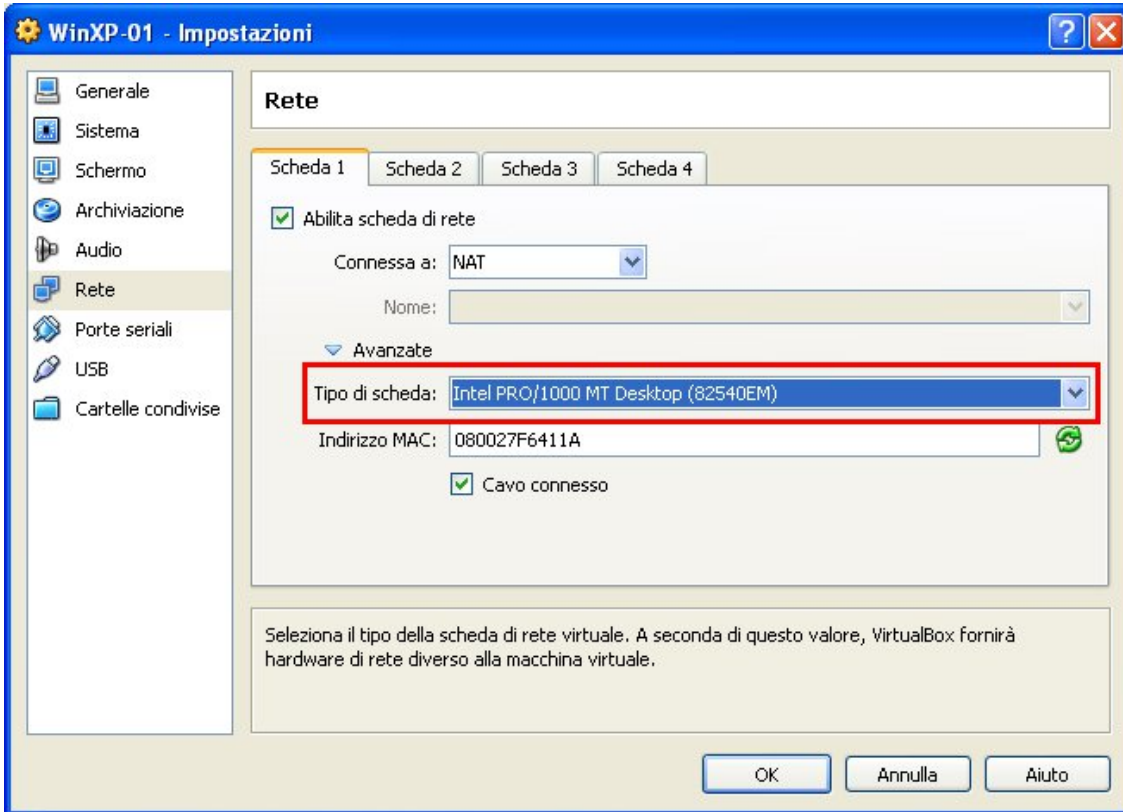 WinXP-01 - Impostazioni
Generale
Sistema
Schermo
Archiviazione
Audio
Rete
Porte seriali
USB
Cartelle condivise
Rete
Scheda 1 Scheda 2 Scheda 3 Scheda 4
Abilita scheda di rete
Connessa a: NAT
Nome:
Avanzate
Tipo di scheda: Intel PRO/1000 MT Desktop (82540EM)
Indirizzo MAC: 080027F6411A
Cavo connesso
Seleziona il tipo della scheda di rete virtuale. A seconda di questo valore, VirtualBox fornirà
hardware di rete diverso alla macchina virtuale.
OK Annulla Aiuto